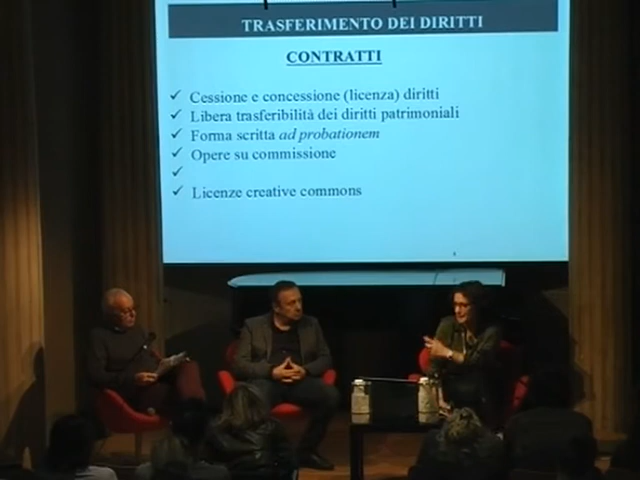 TRASFERIMENTO DEI DIRITTI
CONTRATTI
Cessione e concessione (licenza) diritti
Libera trasferibilità dei diritti patrimoniali
Forma scritta ad probationem
Opere su commissione
Licenze creative commons